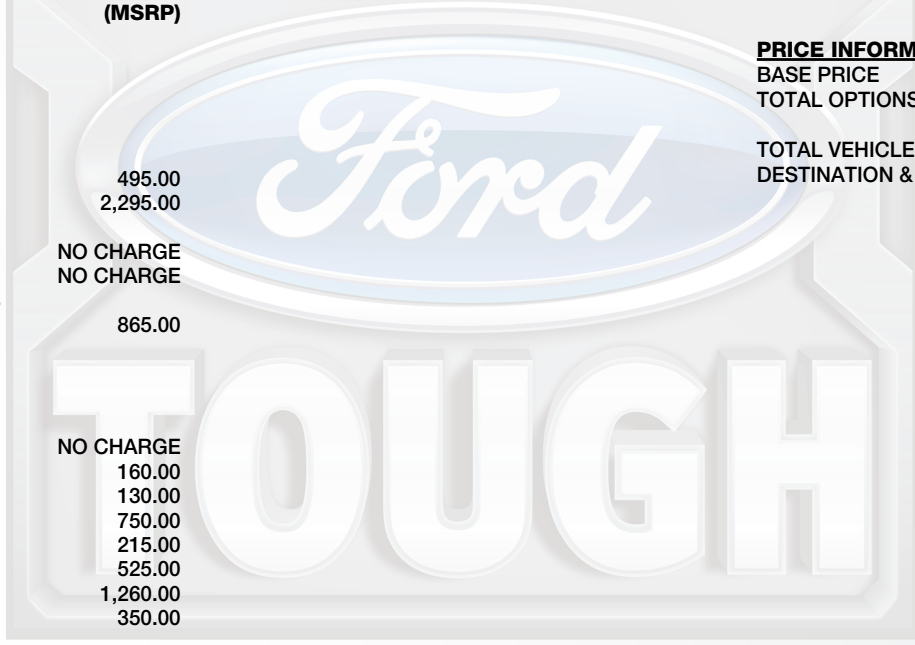 (MSRP)
495.00
2,295.00
NO CHARGE
NO CHARGE
865.00
NO CHARGE
160.00
130.00
750.00
215.00
525.00
1,260.00
350.00
Ford
TOUGH
PRICE INFORM
BASE PRICE
TOTAL OPTIONS
TOTAL VEHICLE
DESTINATION &